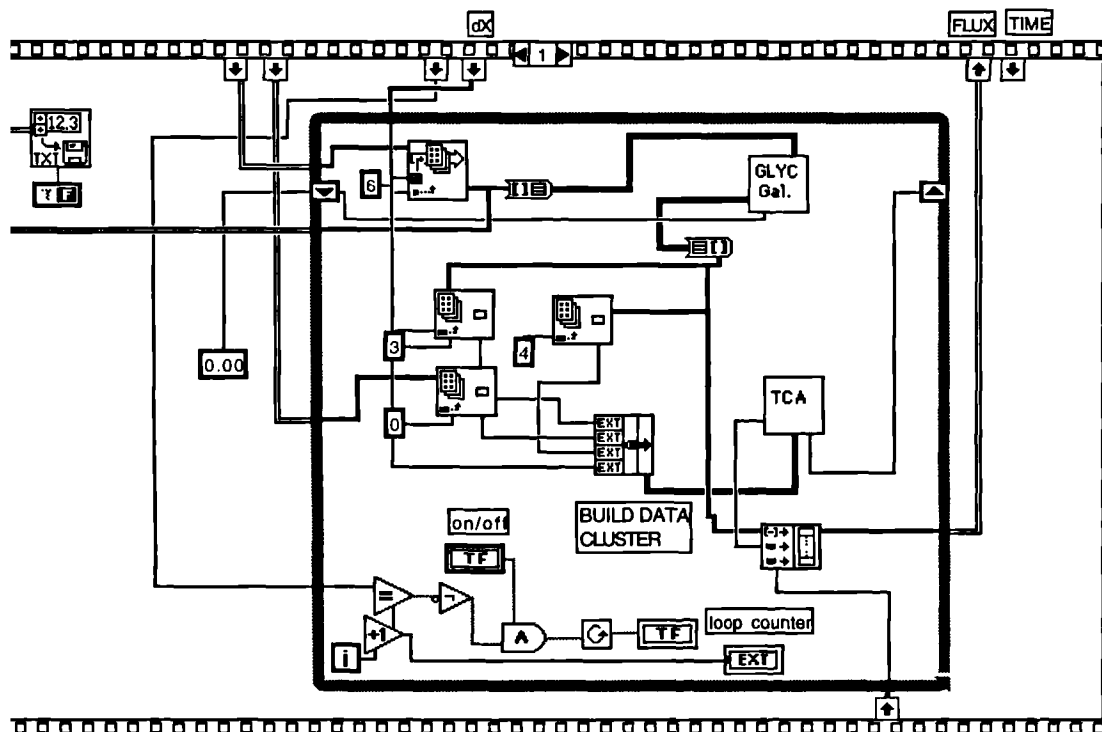 dX
FLUX TIME
1
12.3
TXT
F
6
GLYC
Gal.
0.00
3
4
0
TCA
EXT
EXT
EXT
EXT
BUILD DATA
CLUSTER
on/off
TF
=
+1
i
A
TF
loop counter
EXT